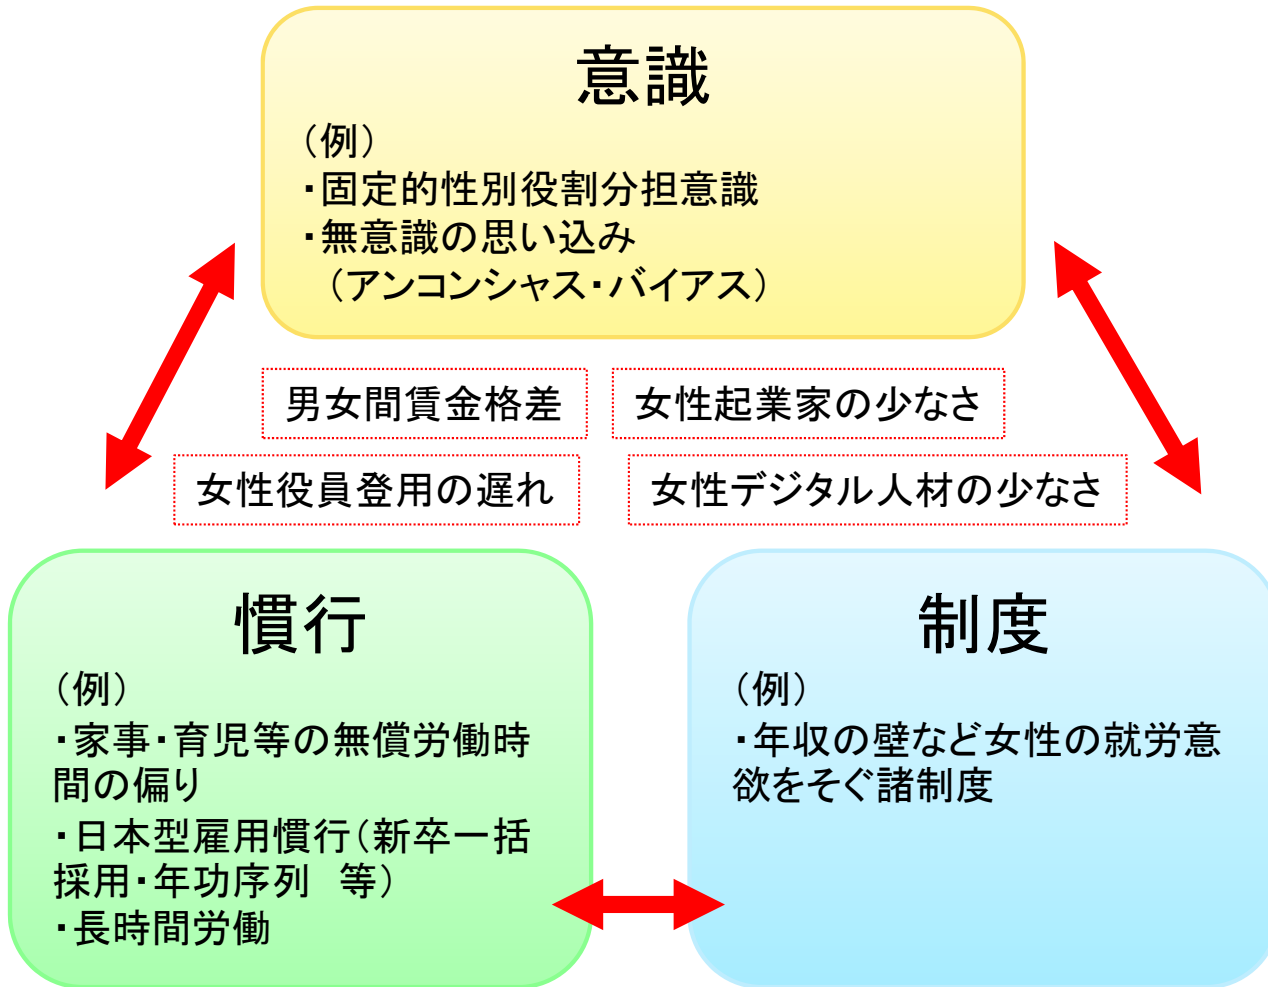 意識
（例）
・固定的性別役割分担意識
・無意識の思い込み
（アンコンシャス・バイアス）
男女間賃金格差
女性起業家の少なさ
女性役員登用の遅れ
女性デジタル人材の少なさ
慣行
（例）
・家事・育児等の無償労働時
間の偏り
・日本型雇用慣行（新卒一括
採用・年功序列　等）
・長時間労働
制度
（例）
・年収の壁など女性の就労意
欲をそぐ諸制度